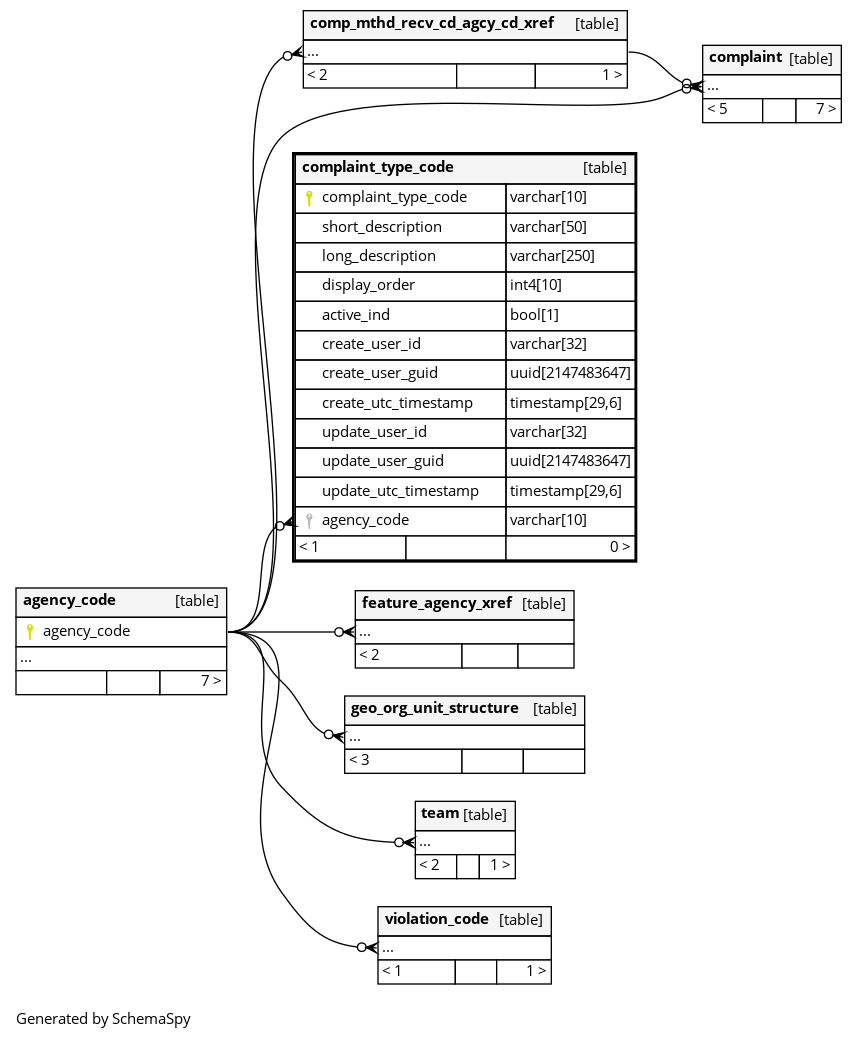 comp_mthd_recv_cd_agcy_cd_xref [table]
...
< 2 1 >
complaint [table]
...
< 5 7 >
complaint_type_code [table]
complaint_type_code varchar[10]
short_description varchar[50]
long_description varchar[250]
display_order int4[10]
active_ind bool[1]
create_user_id varchar[32]
create_user_guid uuid[2147483647]
create_utc_timestamp timestamp[29,6]
update_user_id varchar[32]
update_user_guid uuid[2147483647]
update_utc_timestamp timestamp[29,6]
agency_code varchar[10]
< 1 0 >
agency_code [table]
agency_code
...
7 >
feature_agency_xref [table]
...
< 2
geo_org_unit_structure [table]
...
< 3
team [table]
...
< 2 1 >
violation_code [table]
...
< 1 1 >
Generated by SchemaSpy